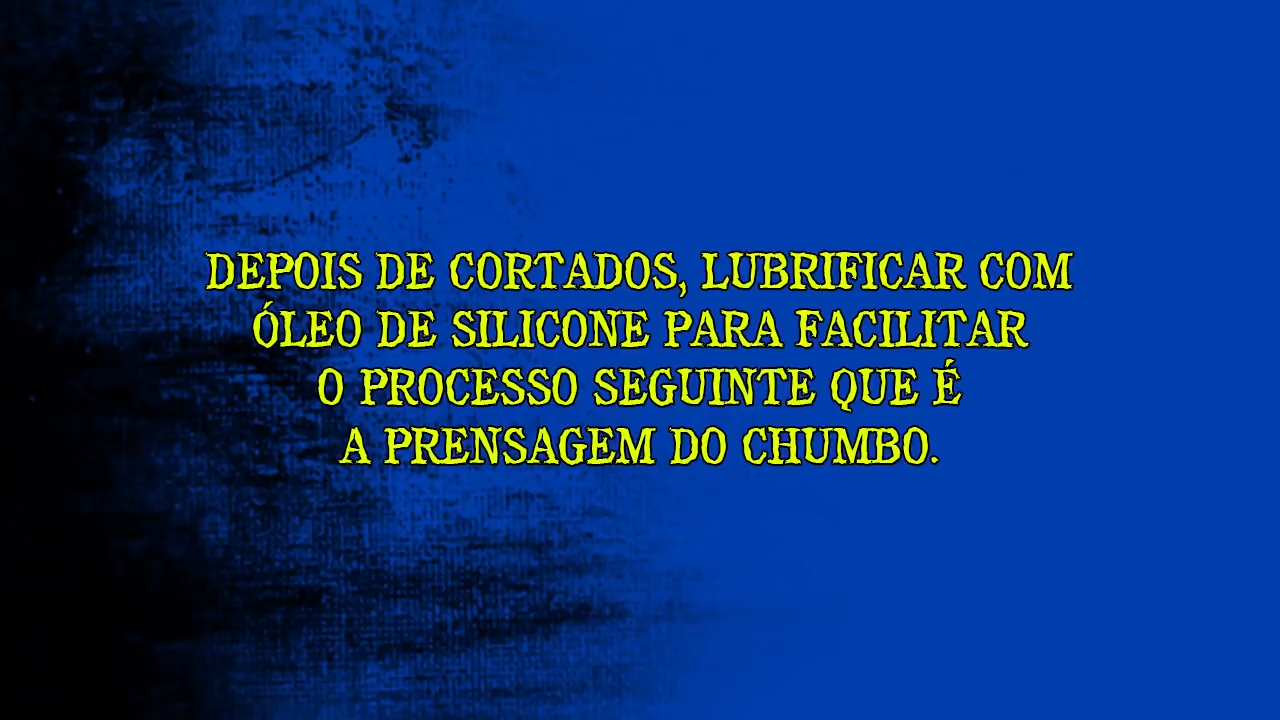 DEPOIS DE CORTADOS, LUBRIFICAR COM
ÓLEO DE SILICONE PARA FACILITAR
O PROCESSO SEGUINTE QUE É
A PRENSAGEM DO CHUMBO.